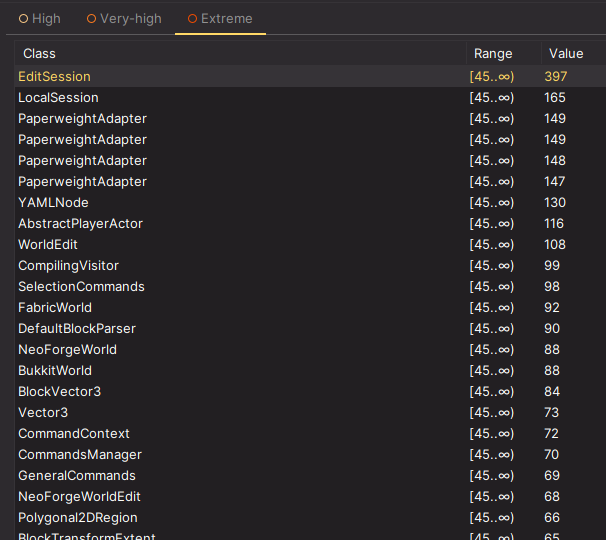 High Very-high Extreme
Class Range Value
EditSession [45..∞) 397
LocalSession [45..∞) 165
PaperweightAdapter [45..∞) 149
PaperweightAdapter [45..∞) 149
PaperweightAdapter [45..∞) 148
PaperweightAdapter [45..∞) 147
YAMLNode [45..∞) 130
AbstractPlayerActor [45..∞) 116
WorldEdit [45..∞) 108
CompilingVisitor [45..∞) 99
SelectionCommands [45..∞) 98
FabricWorld [45..∞) 92
DefaultBlockParser [45..∞) 90
NeoForgeWorld [45..∞) 88
BukkitWorld [45..∞) 88
BlockVector3 [45..∞) 84
Vector3 [45..∞) 73
CommandContext [45..∞) 72
CommandsManager [45..∞) 70
GeneralCommands [45..∞) 69
NeoForgeWorldEdit [45..∞) 68
Polygonal2DRegion [45..∞) 66
BlockTransformExtent [45..∞) 65